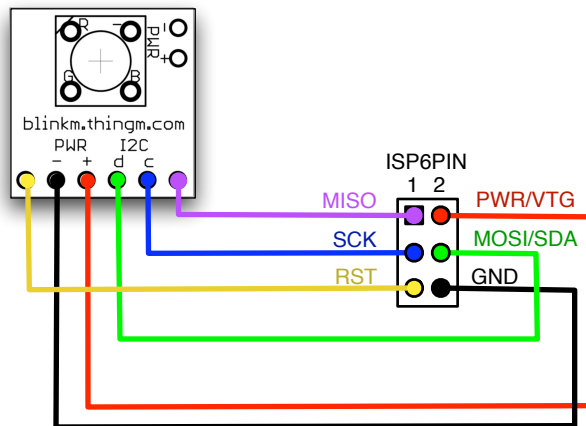 R – – PWR +
G B
blinkm.thingm.com
PWR I2C
– + d c
ISP6PIN
1 2
MISO PWR/VTG
SCK MOSI/SDA
RST GND